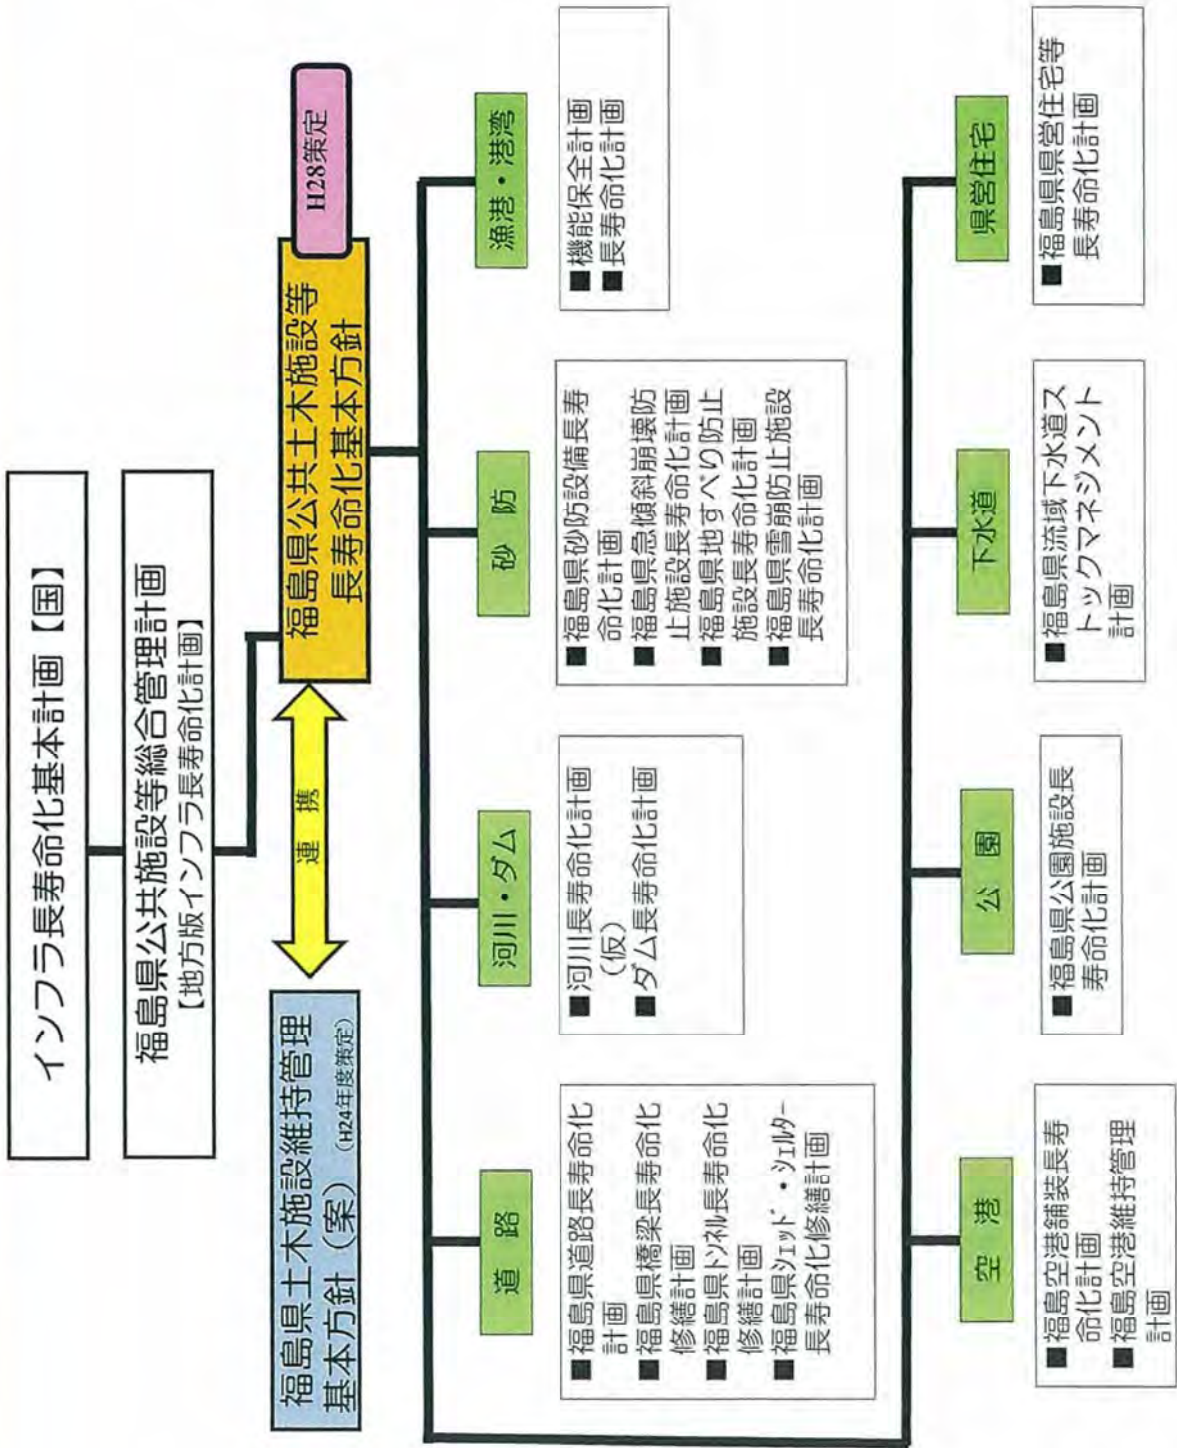 インフラ長寿命化基本計画【国】
福島県公共施設等総合管理計画
【地方版インフラ長寿命化計画】
福島県土木施設維持管理
基本方針（案）（H24年度策定）
連　携
福島県公共土木施設等
長寿命化基本方針
H28策定
道　路
■福島県道路長寿命化
計画
■福島県橋梁長寿命化
修繕計画
■福島県トンネル長寿命化
修繕計画
■福島県シェッド・シェルター
長寿命化修繕計画
河川・ダム
■河川長寿命化計画
（仮）
■ダム長寿命化計画
砂　防
■福島県砂防設備長寿
命化計画
■福島県急傾斜崩壊防
止施設長寿命化計画
■福島県地すべり防止
施設長寿命化計画
■福島県雪崩防止施設
長寿命化計画
漁港・港湾
■機能保全計画
■長寿命化計画
空　港
■福島空港舗装長寿
命化計画
■福島空港維持管理
計画
公　園
■福島県公園施設長
寿命化計画
下水道
■福島県流域下水道ス
トックマネジメント
計画
県営住宅
■福島県県営住宅等
長寿命化計画